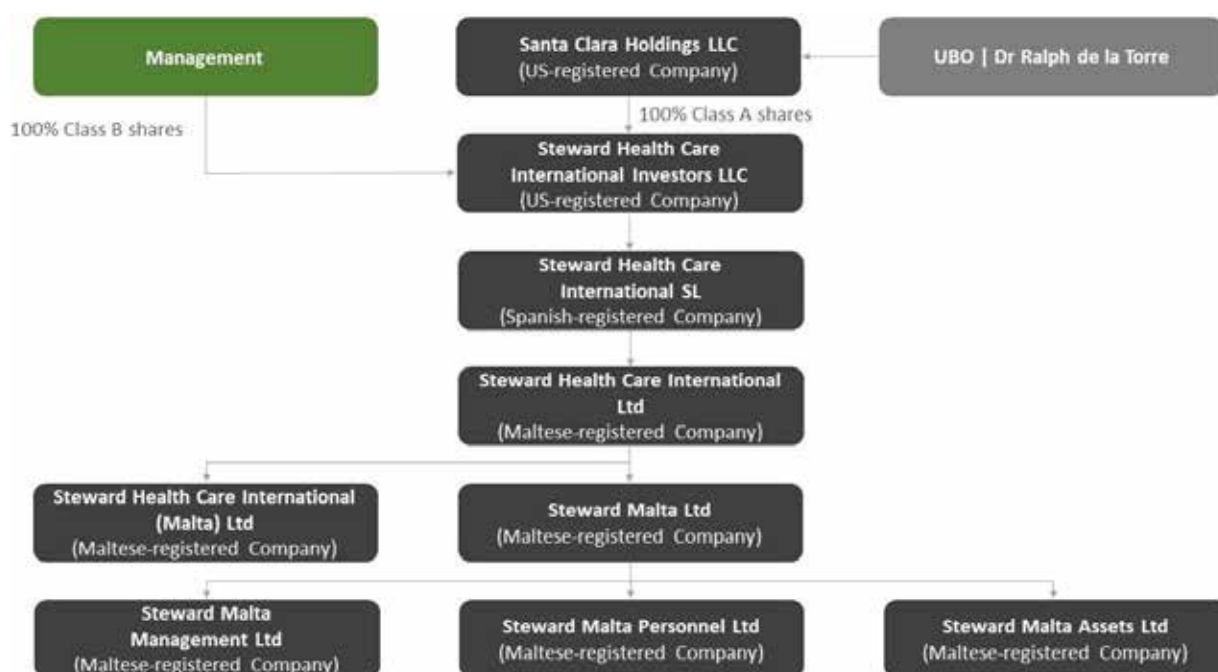 Management
Santa Clara Holdings LLC
(US-registered Company)
UBO | Dr Ralph de la Torre
100% Class B shares
100% Class A shares
Steward Health Care
International Investors LLC
(US-registered Company)
Steward Health Care
International SL
(Spanish-registered Company)
Steward Health Care International
Ltd
(Maltese-registered Company)
Steward Health Care International
(Malta) Ltd
(Maltese-registered Company)
Steward Malta Ltd
(Maltese-registered Company)
Steward Malta
Management Ltd
(Maltese-registered Company)
Steward Malta Personnel Ltd
(Maltese-registered Company)
Steward Malta Assets Ltd
(Maltese-registered Company)